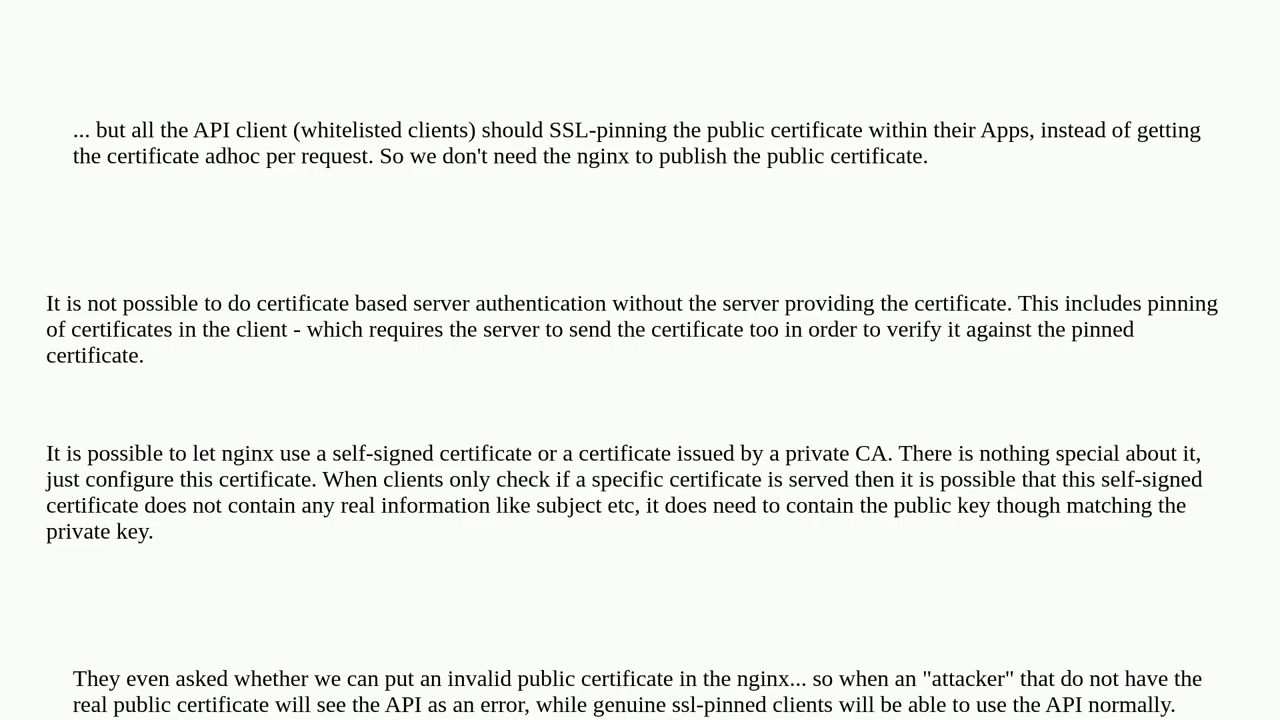 ... but all the API client (whitelisted clients) should SSL-pinning the public certificate within their Apps, instead of getting
the certificate adhoc per request. So we don't need the nginx to publish the public certificate.
It is not possible to do certificate based server authentication without the server providing the certificate. This includes pinning
of certificates in the client - which requires the server to send the certificate too in order to verify it against the pinned
certificate.
It is possible to let nginx use a self-signed certificate or a certificate issued by a private CA. There is nothing special about it,
just configure this certificate. When clients only check if a specific certificate is served then it is possible that this self-signed
certificate does not contain any real information like subject etc, it does need to contain the public key though matching the
private key.
They even asked whether we can put an invalid public certificate in the nginx... so when an "attacker" that do not have the
real public certificate will see the API as an error, while genuine ssl-pinned clients will be able to use the API normally.